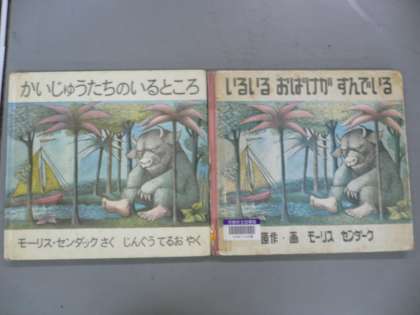 かいじゅうたちのいるところ
モーリス・センダック さく じんぐうてるお やく
いるいる おばけが すんでいる
原作・画 モーリス センダーク